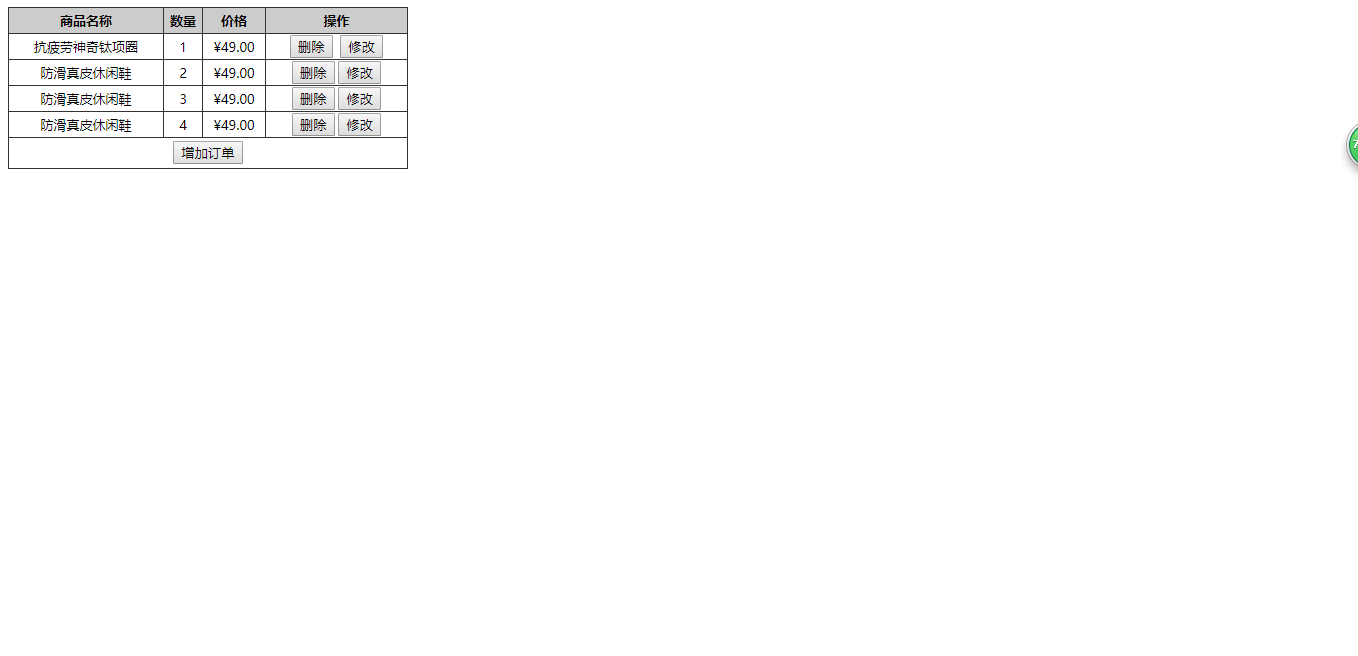 商品名称 数量 价格 操作
抗疲劳神奇钛项圈 1 ¥49.00 删除 修改
防滑真皮休闲鞋 2 ¥49.00 删除 修改
防滑真皮休闲鞋 3 ¥49.00 删除 修改
防滑真皮休闲鞋 4 ¥49.00 删除 修改
增加订单